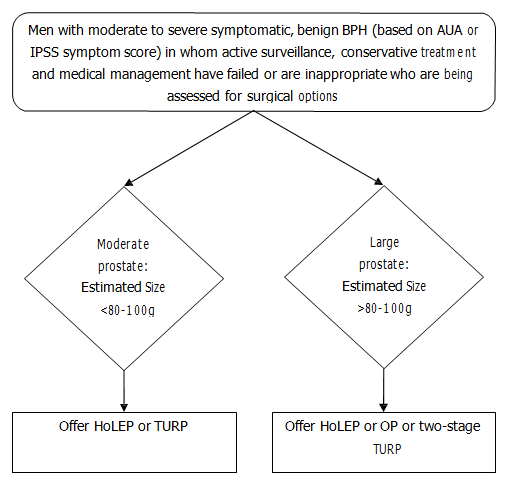 Men with moderate to severe symptomatic, benign BPH (based on AUA or
IPSS symptom score) in whom active surveillance, conservative treatment
and medical management have failed or are inappropriate who are being
assessed for surgical options
Moderate
prostate:
Estimated Size
<80-100g
Large
prostate:
Estimated Size
>80-100g
Offer HoLEP or TURP
Offer HoLEP or OP or two-stage
TURP